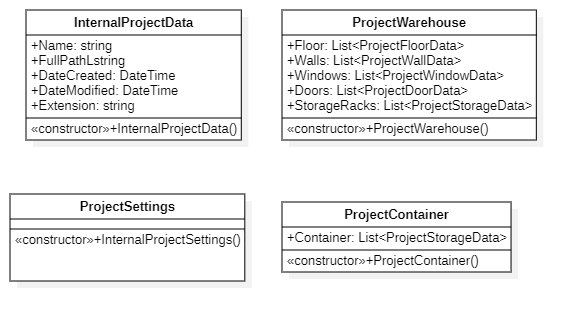 InternalProjectData
+Name: string
+FullPathLstring
+DateCreated: DateTime
+DateModified: DateTime
+Extension: string
«constructor»+InternalProjectData()
ProjectWarehouse
+Floor: List<ProjectFloorData>
+Walls: List<ProjectWallData>
+Windows: List<ProjectWindowData>
+Doors: List<ProjectDoorData>
+StorageRacks: List<ProjectStorageData>
«constructor»+ProjectWarehouse()
ProjectSettings
«constructor»+InternalProjectSettings()
ProjectContainer
+Container: List<ProjectStorageData>
«constructor»+ProjectContainer()